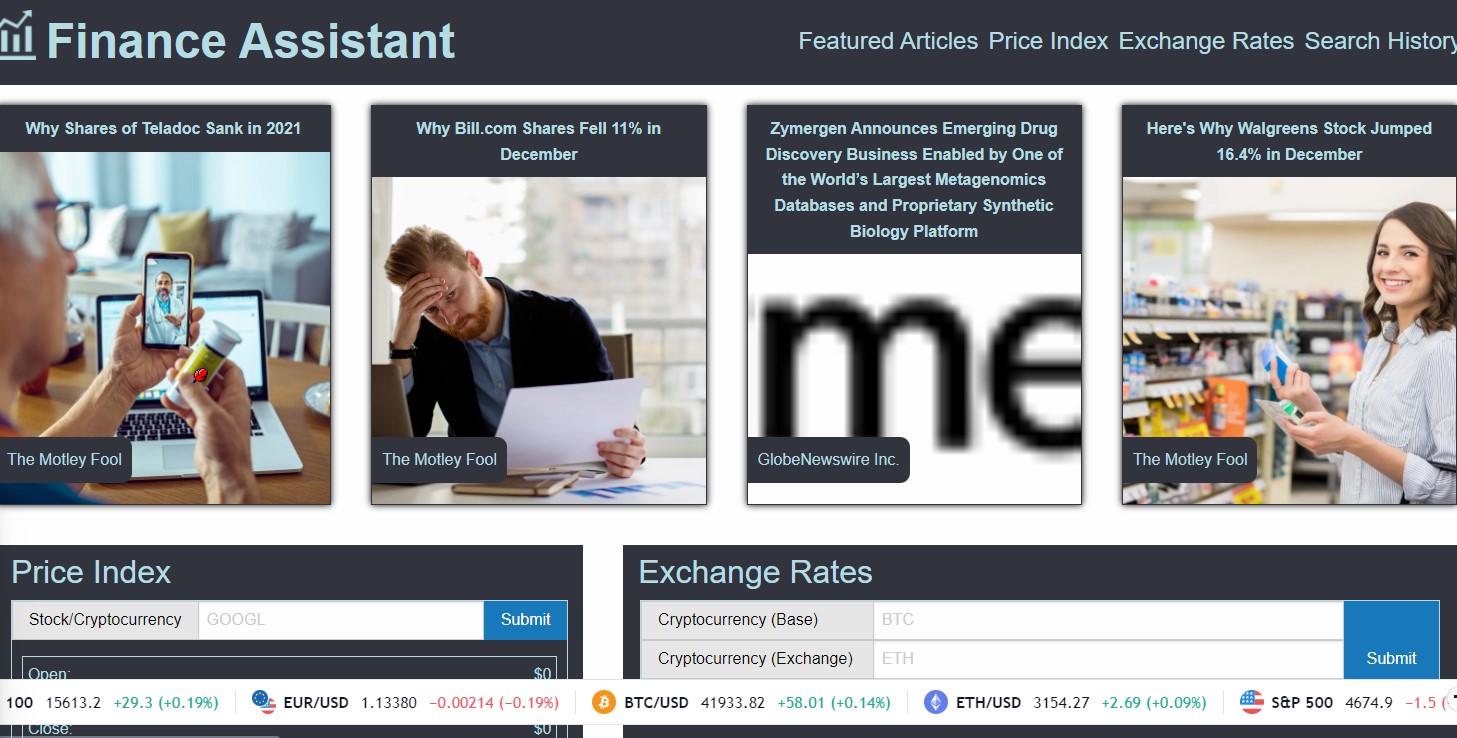 Finance Assistant
Featured Articles Price Index Exchange Rates Search History
Why Shares of Teladoc Sank in 2021
The Motley Fool
Why Bill.com Shares Fell 11% in
December
The Motley Fool
Zymergen Announces Emerging Drug
Discovery Business Enabled by One of
the World’s Largest Metagenomics
Databases and Proprietary Synthetic
Biology Platform
me
GlobeNewswire Inc.
Here's Why Walgreens Stock Jumped
16.4% in December
The Motley Fool
Price Index
Stock/Cryptocurrency GOOGL Submit
Open: $0
Close: $0
Exchange Rates
Cryptocurrency (Base) BTC
Cryptocurrency (Exchange) ETH Submit
100 15613.2 +29.3 (+0.19%) EUR/USD 1.13380 −0.00214 (−0.19%) BTC/USD 41933.82 +58.01 (+0.14%) ETH/USD 3154.27 +2.69 (+0.09%) S&P 500 4674.9 −1.5 (